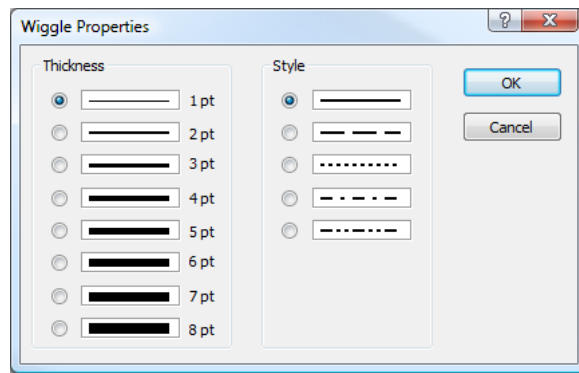 Wiggle Properties
Thickness
1 pt
2 pt
3 pt
4 pt
5 pt
6 pt
7 pt
8 pt
Style
OK
Cancel